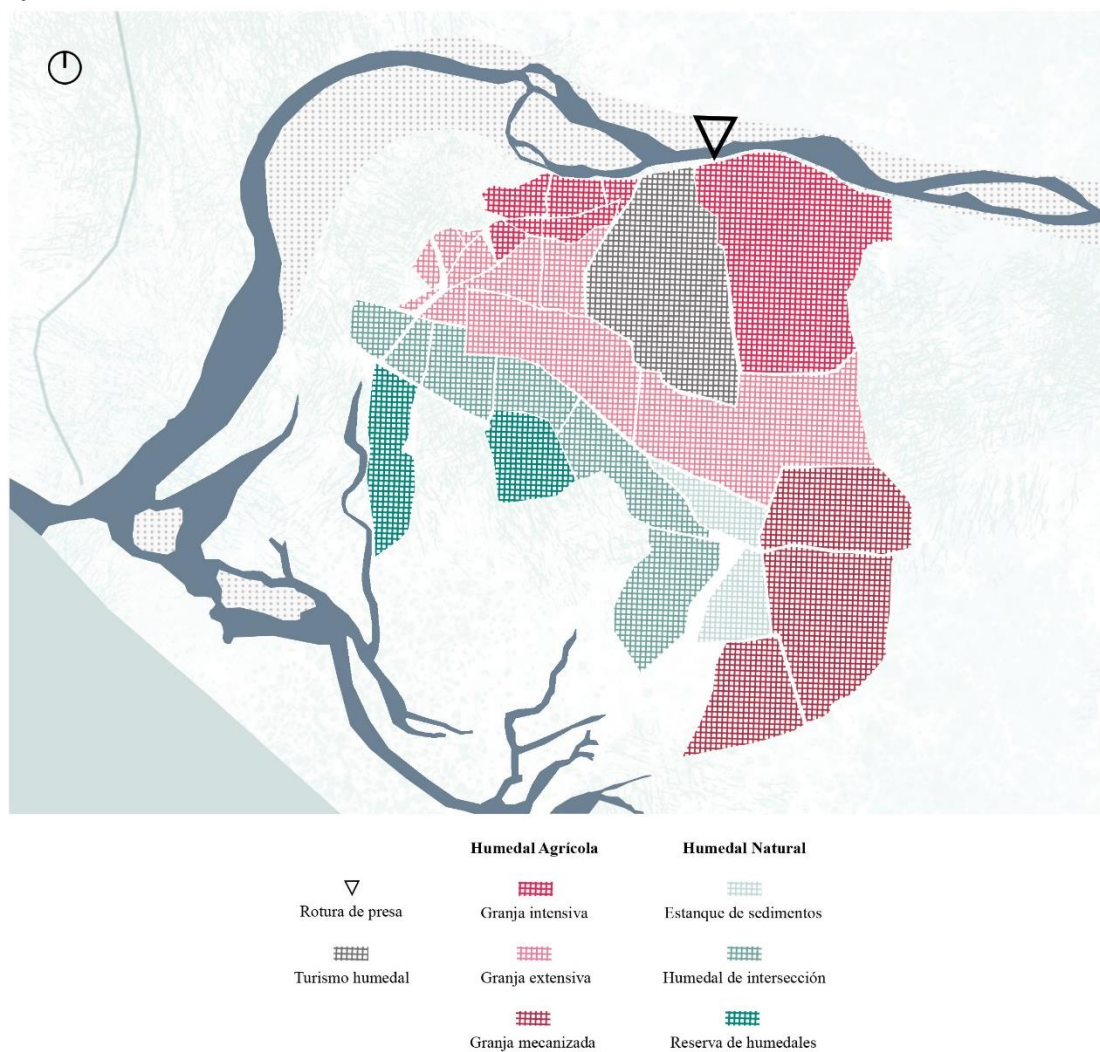 Humedal Agrícola Humedal Natural
Rotura de presa Granja intensiva Estanque de sedimentos
Turismo humedal Granja extensiva Humedal de intersección
Granja mecanizada Reserva de humedales